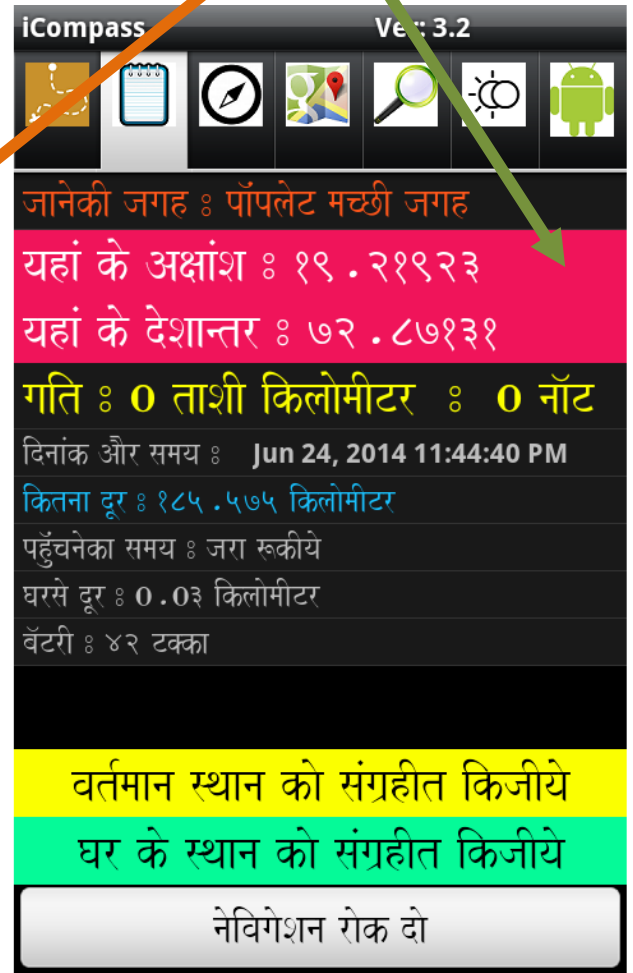 iCompass Ver: 3.2
जानेकी जगह : पॉपलेट मच्छी जगह
यहां के अक्षांश : १९.२१९२३
यहां के देशान्तर : ७२.८७१३१
गति : 0 ताशी किलोमीटर : 0 नॉट
दिनांक और समय : Jun 24, 2014 11:44:40 PM
कितना दूर : १८५.५७५ किलोमीटर
पहुँचनेका समय : जरा रूकीये
घरसे दूर : 0.0३ किलोमीटर
बॅटरी : ४२ टक्का
वर्तमान स्थान को संग्रहीत किजीये
घर के स्थान को संग्रहीत किजीये
नेविगेशन रोक दो